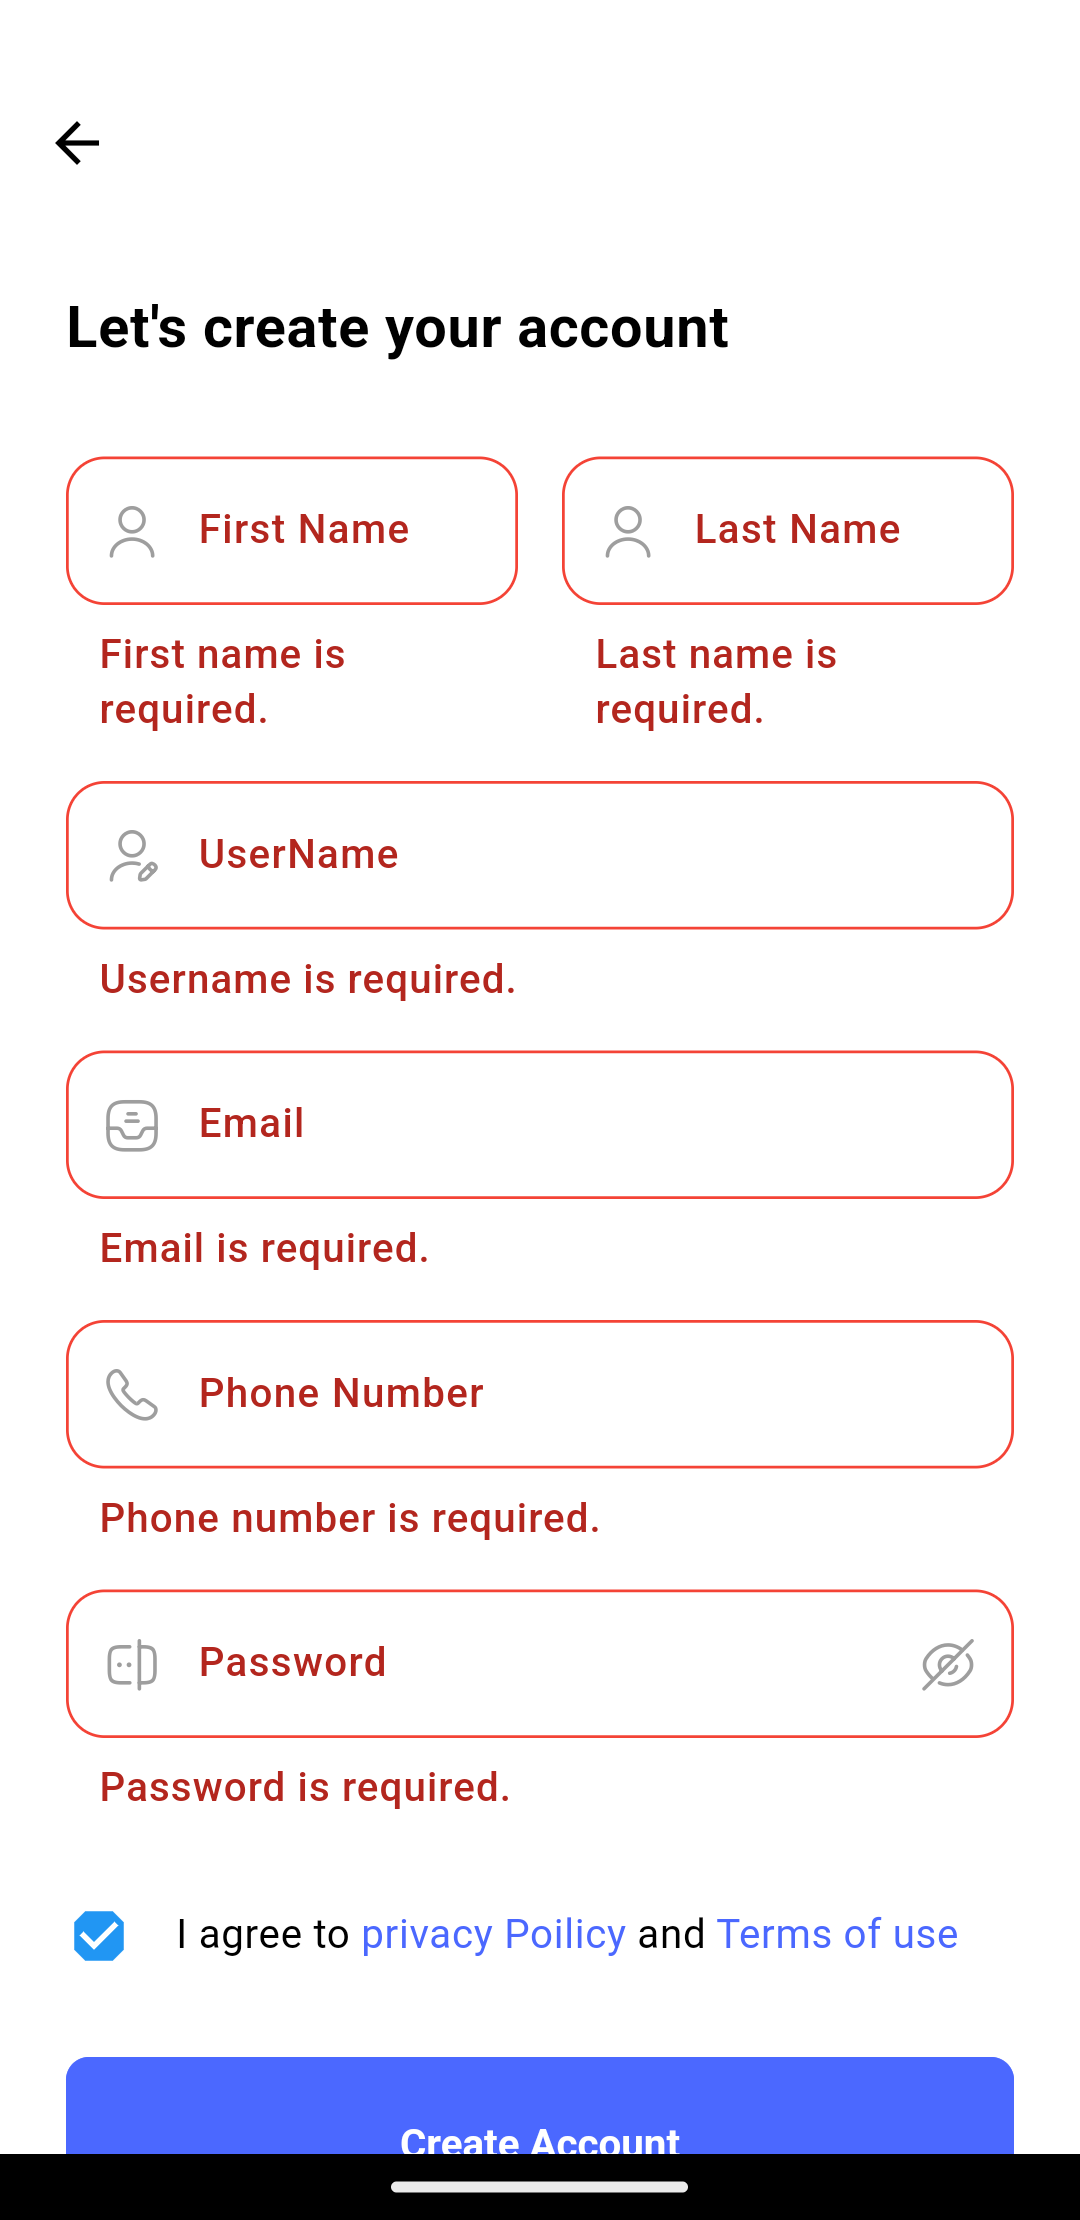 Let's create your account
First Name
Last Name
First name is
required.
Last name is
required.
UserName
Username is required.
Email
Email is required.
Phone Number
Phone number is required.
Password
Password is required.
I agree to privacy Poilicy and Terms of use
Create Account